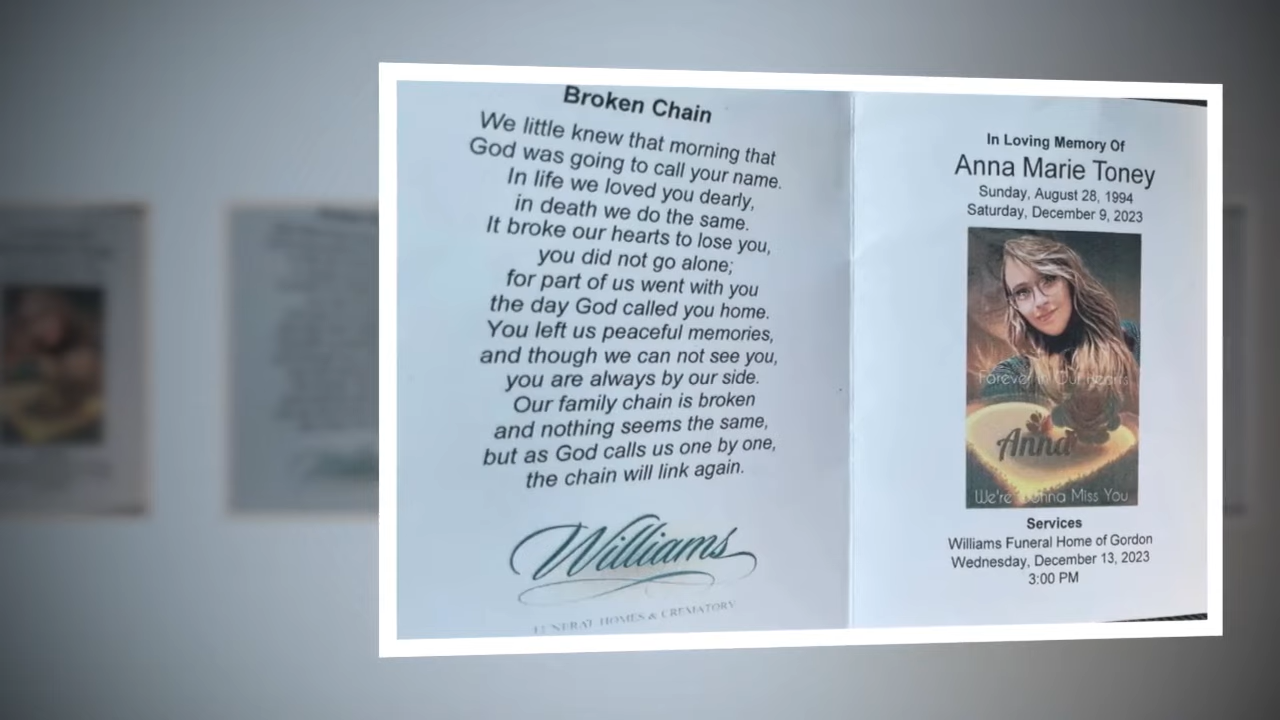 Broken Chain
We little knew that morning that
God was going to call your name.
In life we loved you dearly,
in death we do the same.
It broke our hearts to lose you,
you did not go alone;
for part of us went with you
the day God called you home.
You left us peaceful memories,
and though we can not see you,
you are always by our side.
Our family chain is broken
and nothing seems the same,
but as God calls us one by one,
the chain will link again.
Williams
FUNERAL HOMES & CREMATORY
In Loving Memory Of
Anna Marie Toney
Sunday, August 28, 1994
Saturday, December 9, 2023
Forever In Our Hearts
Anna
We're Gonna Miss You
Services
Williams Funeral Home of Gordon
Wednesday, December 13, 2023
3:00 PM